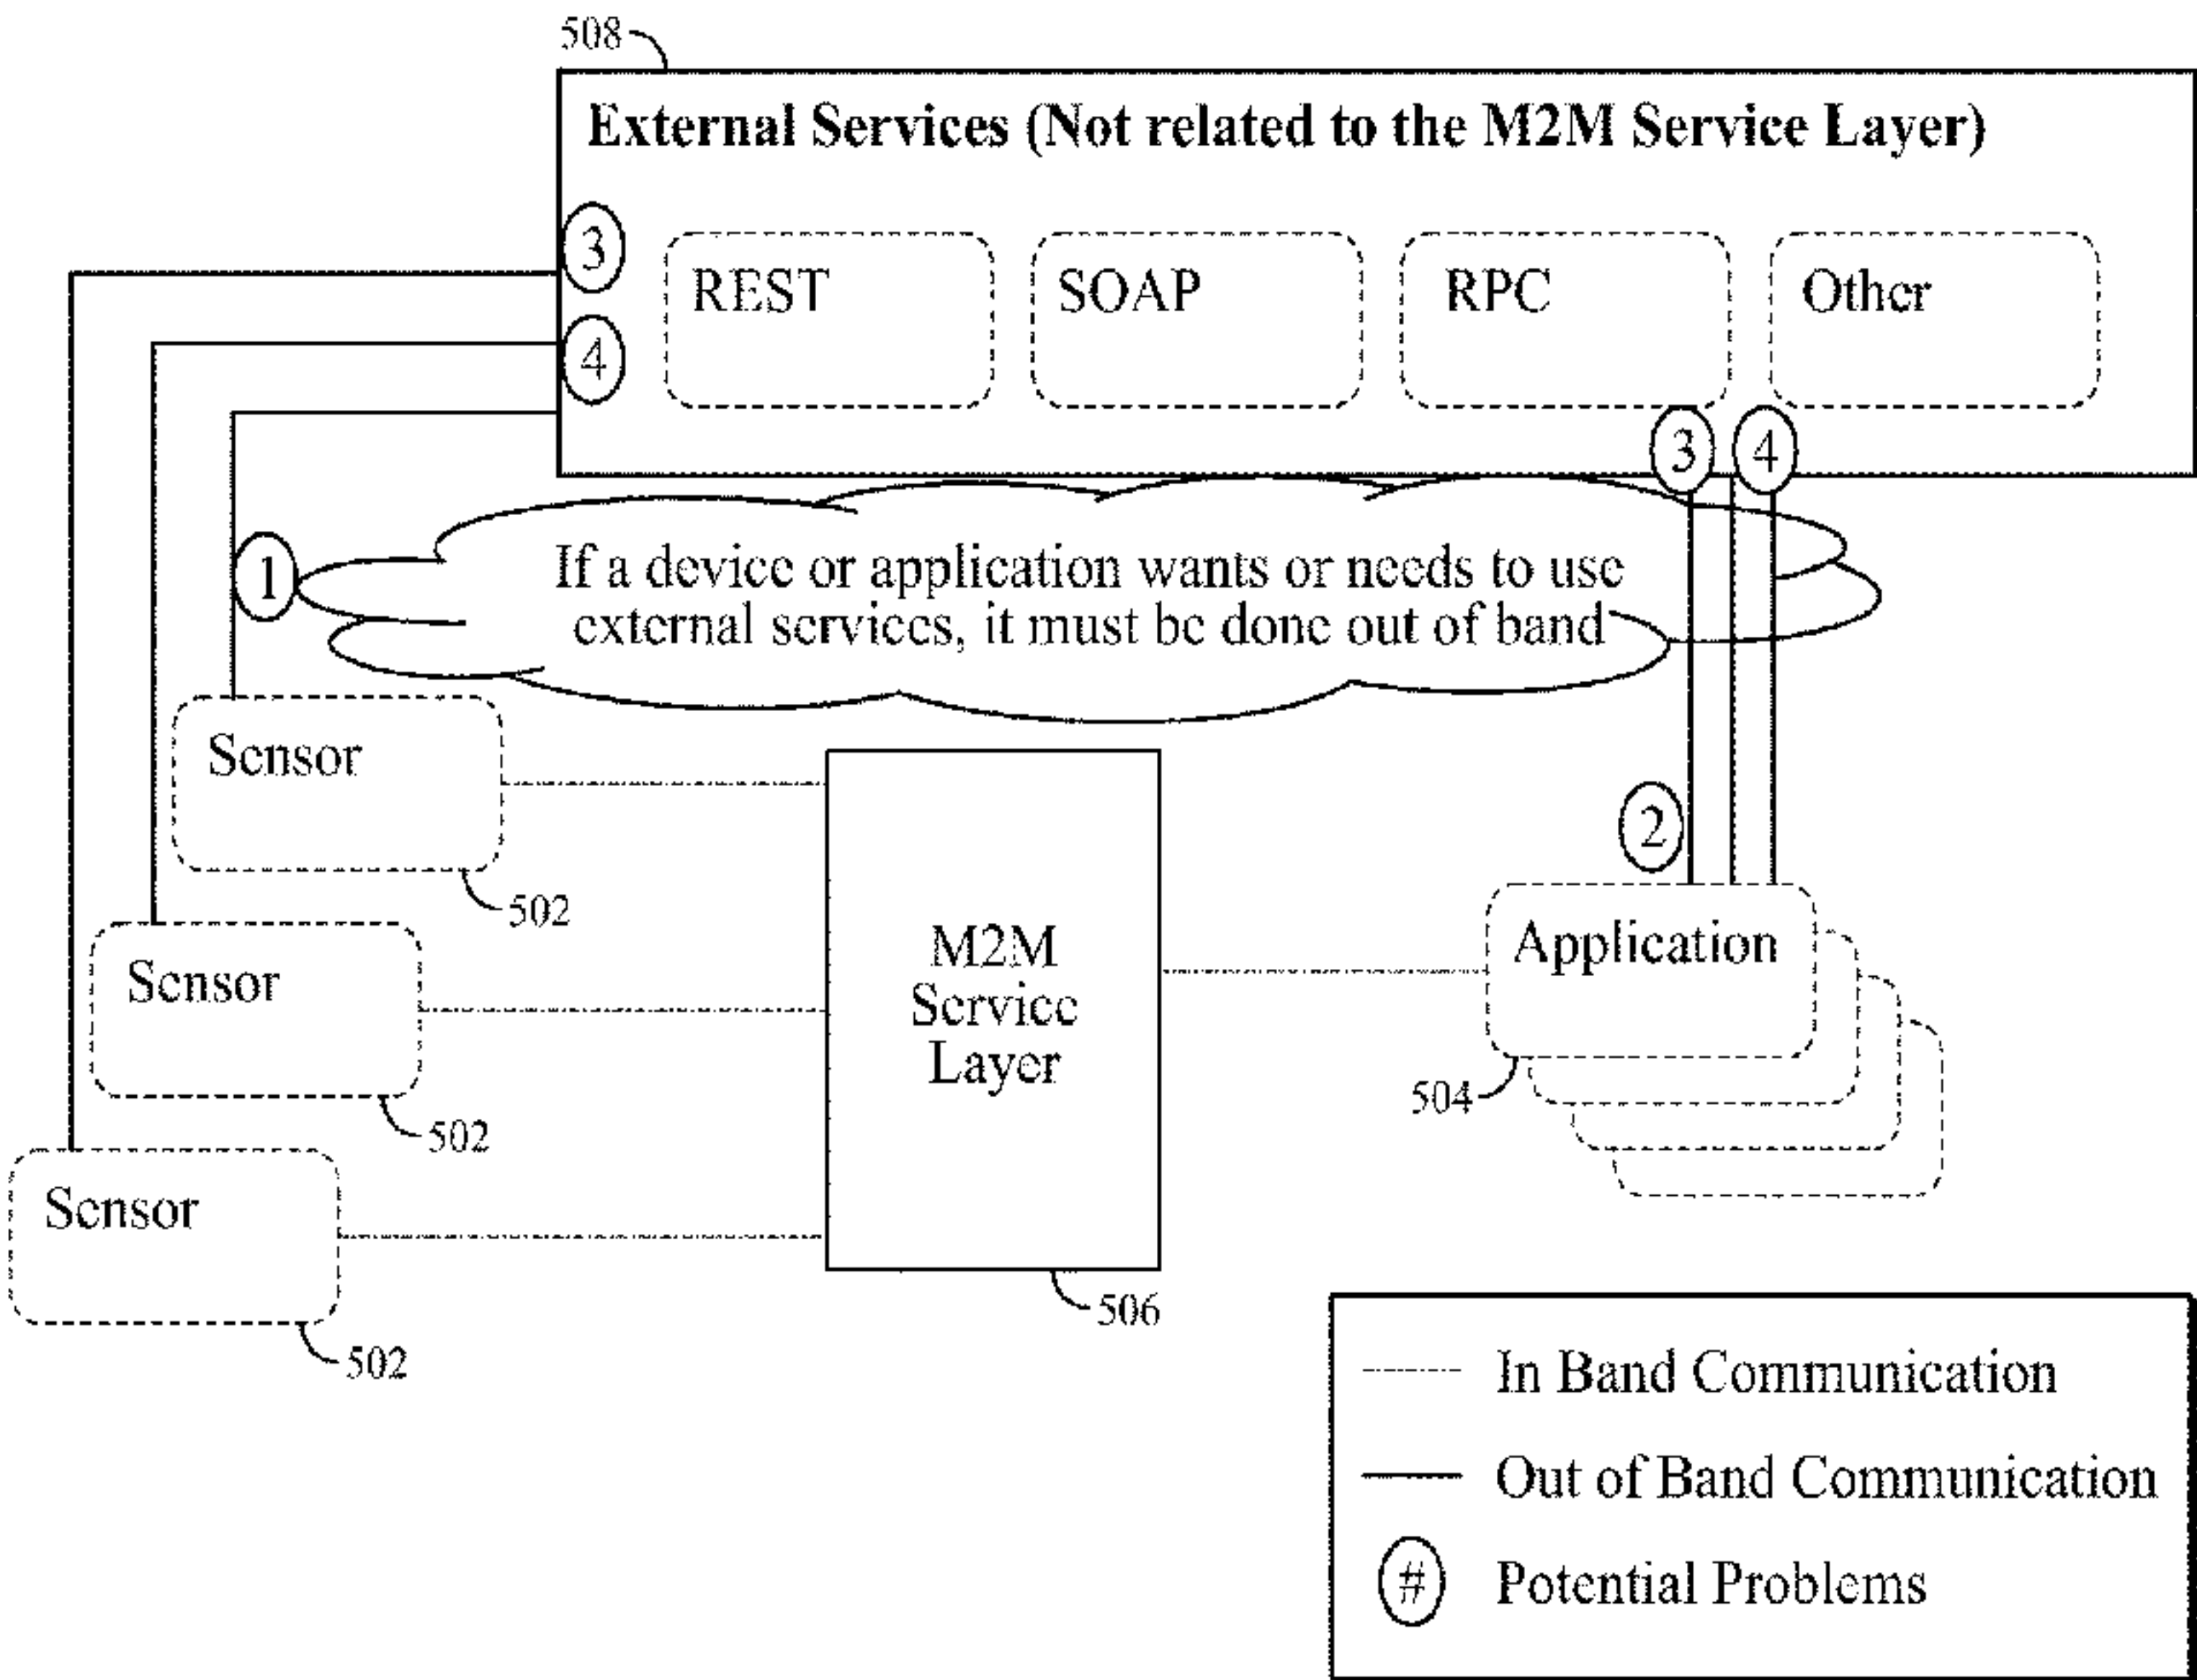 508
External Services (Not related to the M2M Service Layer)
3
REST
SOAP
RPC
Other
4
3
4
1
If a device or application wants or needs to use
external services, it must be done out of band
Sensor
502
2
Sensor
502
M2M
Service
Layer
Application
504
Sensor
502
506
In Band Communication
Out of Band Communication
# Potential Problems